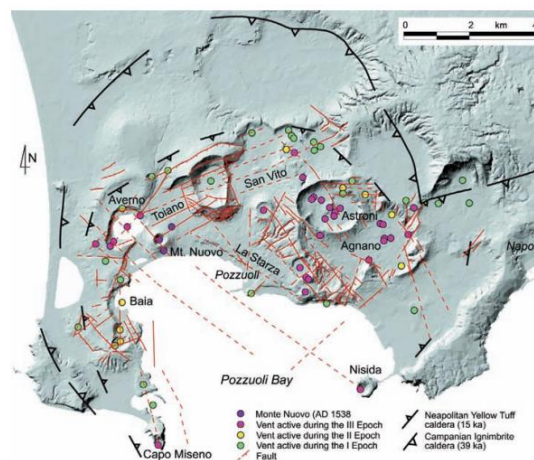 0 2 4
km
N
San Vito
Averno
Toiano
Astroni
Agnano
Mt. Nuovo
La Starza
Pozzuoli
Napo
Baia
Pozzuoli Bay
Nisida
Capo Miseno
Monte Nuovo (AD 1538
Vent active during the III Epoch
Vent active during the II Epoch
Vent active during the I Epoch
Fault
Neapolitan Yellow Tuff
caldera (15 ka)
Campanian Ignimbrite
caldera (39 ka)